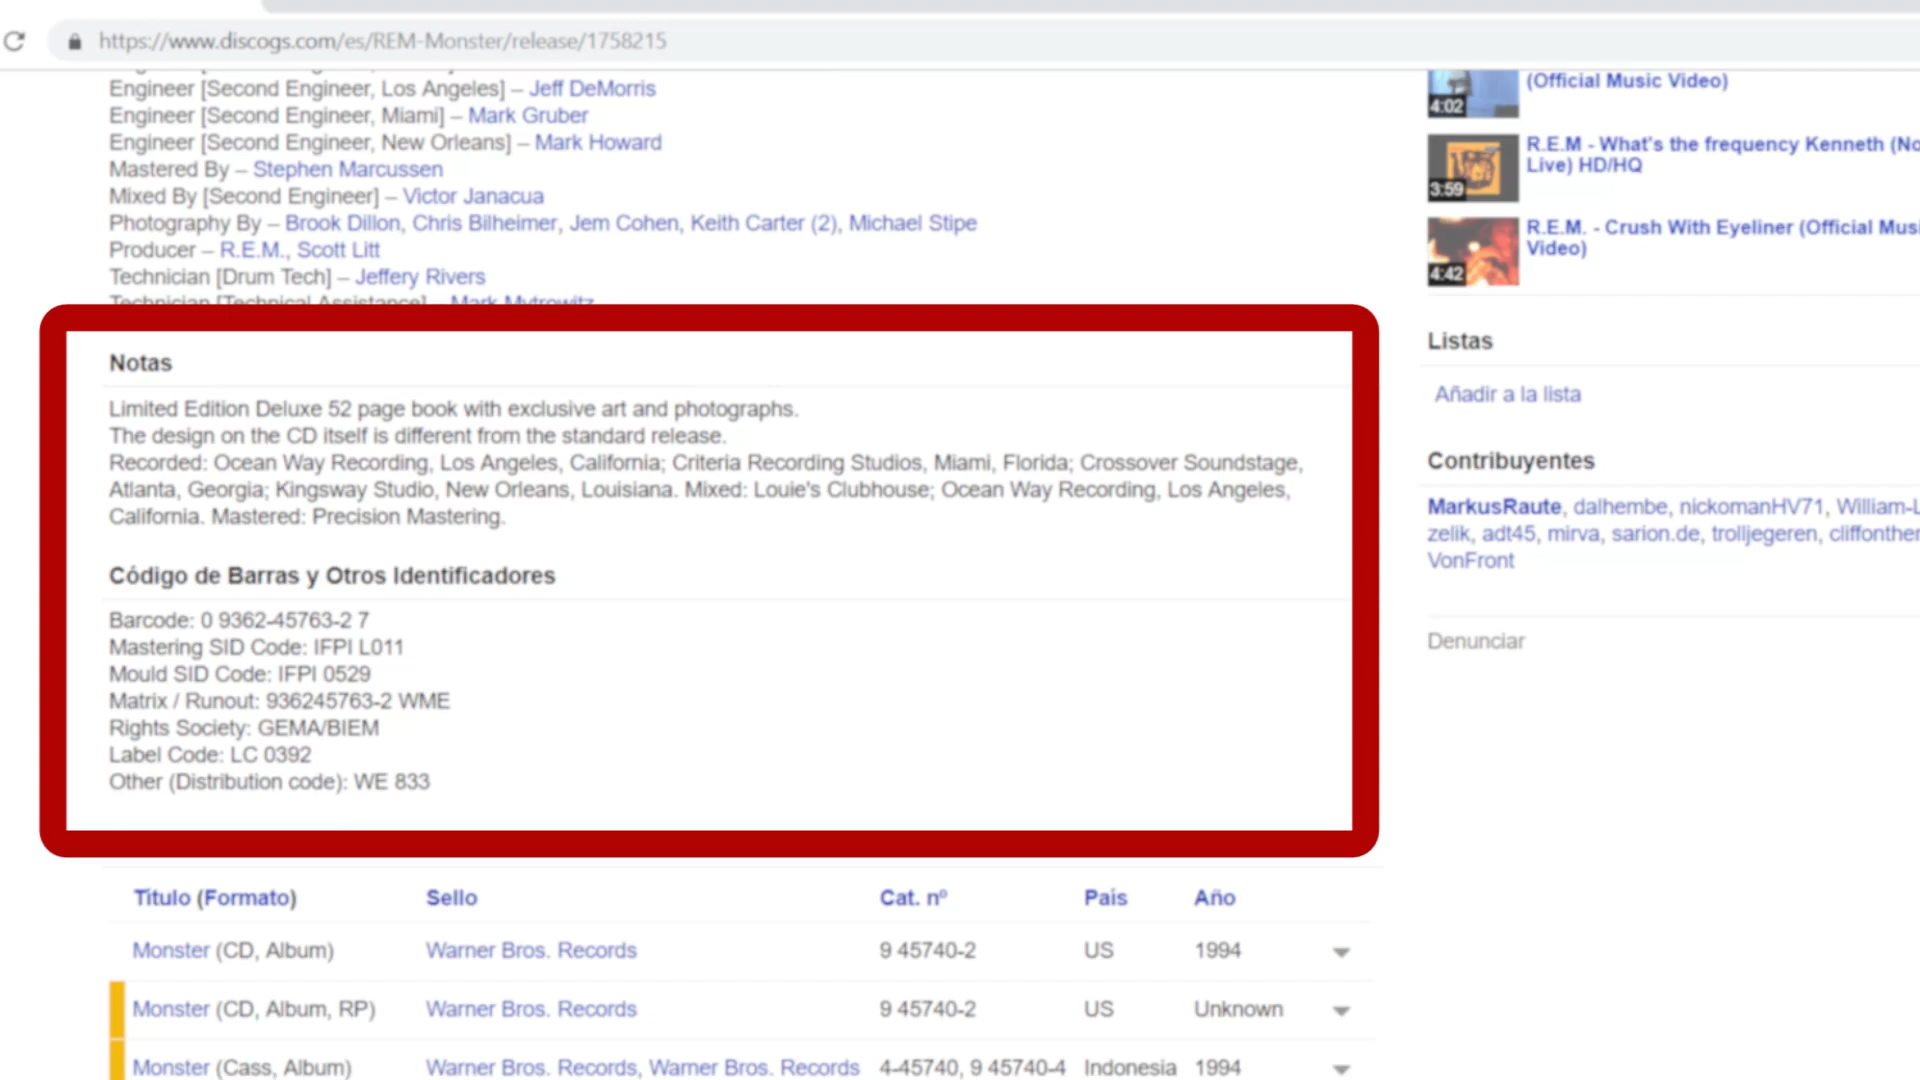 https://www.discogs.com/es/REM-Monster/release/1758215
Engineer [Second Engineer, Los Angeles] – Jeff DeMorris
Engineer [Second Engineer, Miami] – Mark Gruber
Engineer [Second Engineer, New Orleans] – Mark Howard
Mastered By – Stephen Marcussen
Mixed By [Second Engineer] – Victor Janacua
Photography By – Brook Dillon, Chris Bilheimer, Jem Cohen, Keith Carter (2), Michael Stipe
Producer – R.E.M., Scott Litt
Technician [Drum Tech] – Jeffery Rivers
Technician [Technical Assistance] – Mark Mytrowitz
Notas
Limited Edition Deluxe 52 page book with exclusive art and photographs.
The design on the CD itself is different from the standard release.
Recorded: Ocean Way Recording, Los Angeles, California; Criteria Recording Studios, Miami, Florida; Crossover Soundstage,
Atlanta, Georgia; Kingsway Studio, New Orleans, Louisiana. Mixed: Louie's Clubhouse; Ocean Way Recording, Los Angeles,
California. Mastered: Precision Mastering.
Código de Barras y Otros Identificadores
Barcode: 0 9362-45763-2 7
Mastering SID Code: IFPI L011
Mould SID Code: IFPI 0529
Matrix / Runout: 936245763-2 WME
Rights Society: GEMA/BIEM
Label Code: LC 0392
Other (Distribution code): WE 833
Título (Formato) Sello Cat. nº País Año
Monster (CD, Album) Warner Bros. Records 9 45740-2 US 1994
Monster (CD, Album, RP) Warner Bros. Records 9 45740-2 US Unknown
Monster (Cass, Album) Warner Bros. Records, Warner Bros. Records 4-45740, 9 45740-4 Indonesia 1994
(Official Music Video)
4:02
R.E.M - What's the frequency Kenneth (No
Live) HD/HQ
3:59
R.E.M. - Crush With Eyeliner (Official Musi
Video)
4:42
Listas
Añadir a la lista
Contribuyentes
MarkusRaute, dalhembe, nickomanHV71, William-L
zelik, adt45, mirva, sarion.de, trolljegeren, cliffonther
VonFront
Denunciar